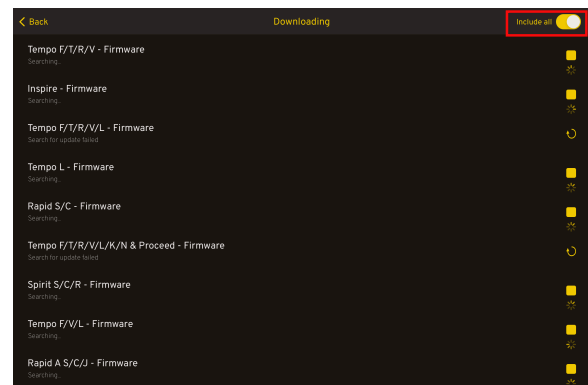 Back
Downloading
Include all
Tempo F/T/R/V - Firmware
Searching..
Inspire - Firmware
Searching..
Tempo F/T/R/V/L - Firmware
Search for update failed
Tempo L - Firmware
Searching..
Rapid S/C - Firmware
Searching..
Tempo F/T/R/V/L/K/N & Proceed - Firmware
Search for update failed
Spirit S/C/R - Firmware
Searching..
Tempo F/V/L - Firmware
Searching..
Rapid A S/C/J - Firmware
Searching..